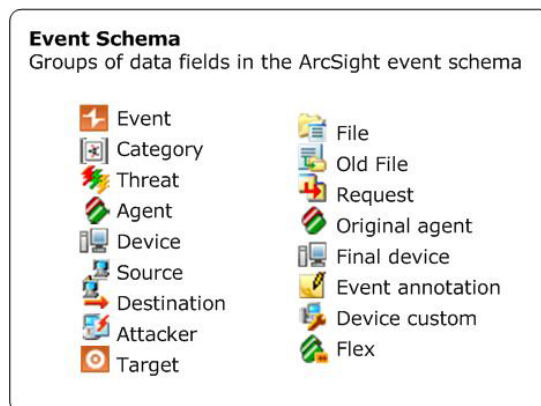 Event Schema
Groups of data fields in the ArcSight event schema
Event
Category
Threat
Agent
Device
Source
Destination
Attacker
Target
File
Old File
Request
Original agent
Final device
Event annotation
Device custom
Flex